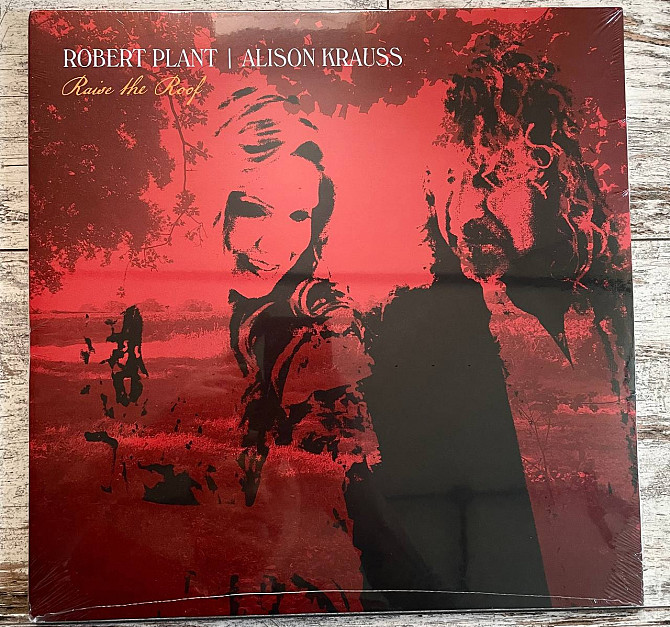 ROBERT PLANT | ALISON KRAUSS
Raise the Roof